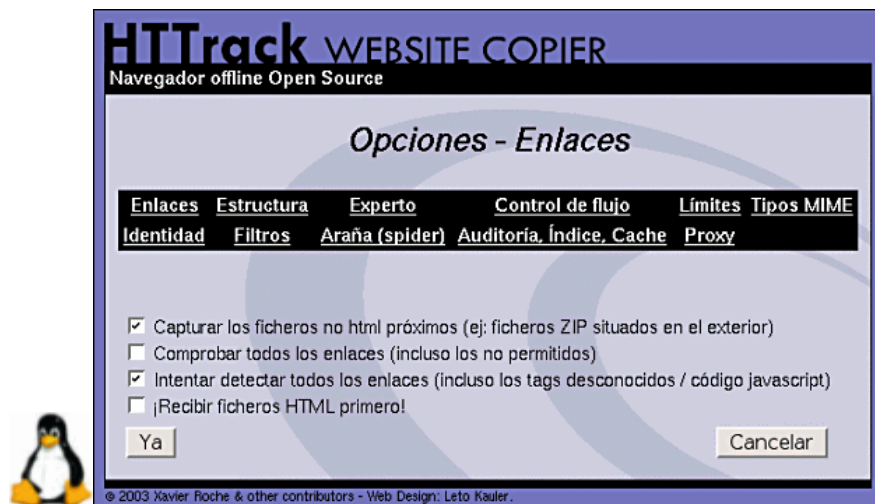 HTTrack WEBSITE COPIER
Navegador offline Open Source
Opciones - Enlaces
Enlaces Estructura Experto Control de flujo Límites Tipos MIME
Identidad Filtros Araña (spider) Auditoría, Índice, Cache Proxy
Capturar los ficheros no html próximos (ej: ficheros ZIP situados en el exterior)
Comprobar todos los enlaces (incluso los no permitidos)
Intentar detectar todos los enlaces (incluso los tags desconocidos / código javascript)
¡Recibir ficheros HTML primero!
Ya Cancelar
© 2003 Xavier Roche & other contributors - Web Design: Leto Kauler.